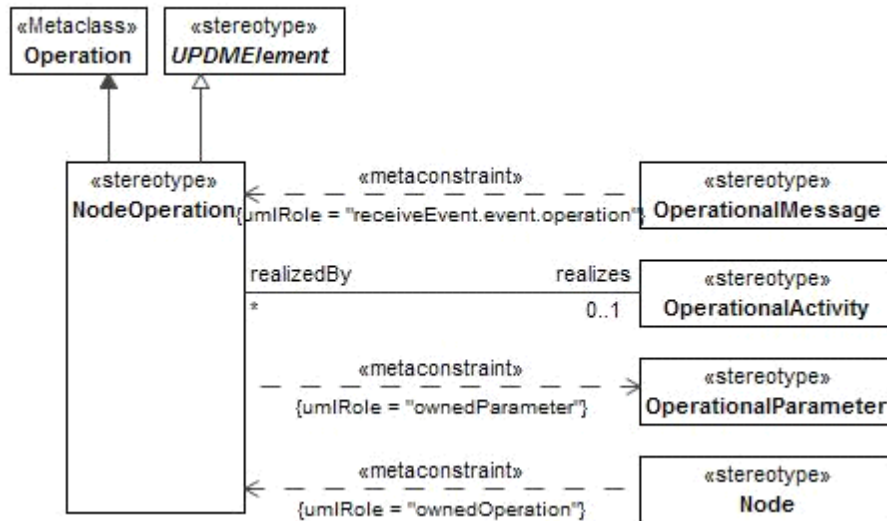 «Metaclass»
Operation
«stereotype»
UPDMElement
«stereotype»
NodeOperation
«metaconstraint»
{umlRole = "receiveEvent.event.operation"}
«stereotype»
OperationalMessage
realizedBy
realizes
*
0..1
«stereotype»
OperationalActivity
«metaconstraint»
{umlRole = "ownedParameter"}
«stereotype»
OperationalParameter
«metaconstraint»
{umlRole = "ownedOperation"}
«stereotype»
Node